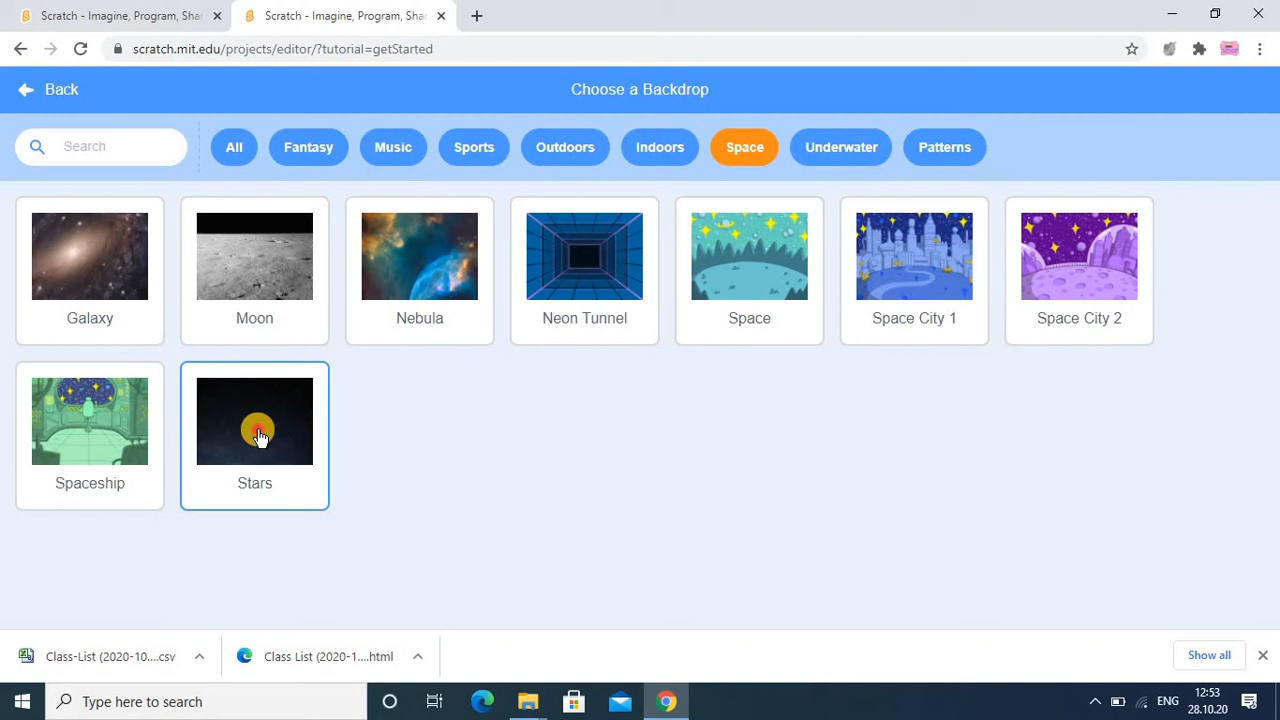 Scratch - Imagine, Program, Sha
Scratch - Imagine, Program, Shar
scratch.mit.edu/projects/editor/?tutorial=getStarted
Back
Choose a Backdrop
Search
All
Fantasy
Music
Sports
Outdoors
Indoors
Space
Underwater
Patterns
Galaxy
Moon
Nebula
Neon Tunnel
Space
Space City 1
Space City 2
Spaceship
Stars
Class-List (2020-10....csv
Class List (2020-1....html
Show all
Type here to search
ENG
12:53
28.10.20